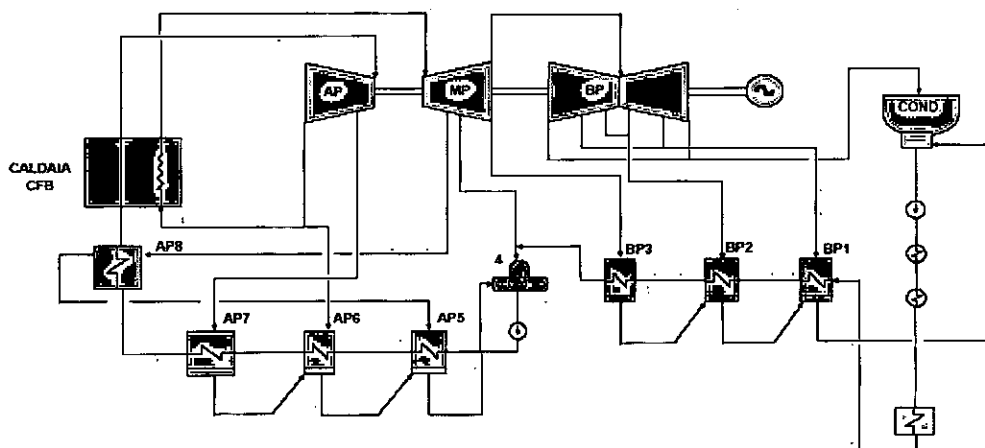 AP
MP
BP
COND
CALDAIA
CFB
AP8
4
BP3
BP2
BP1
AP7
AP6
AP5